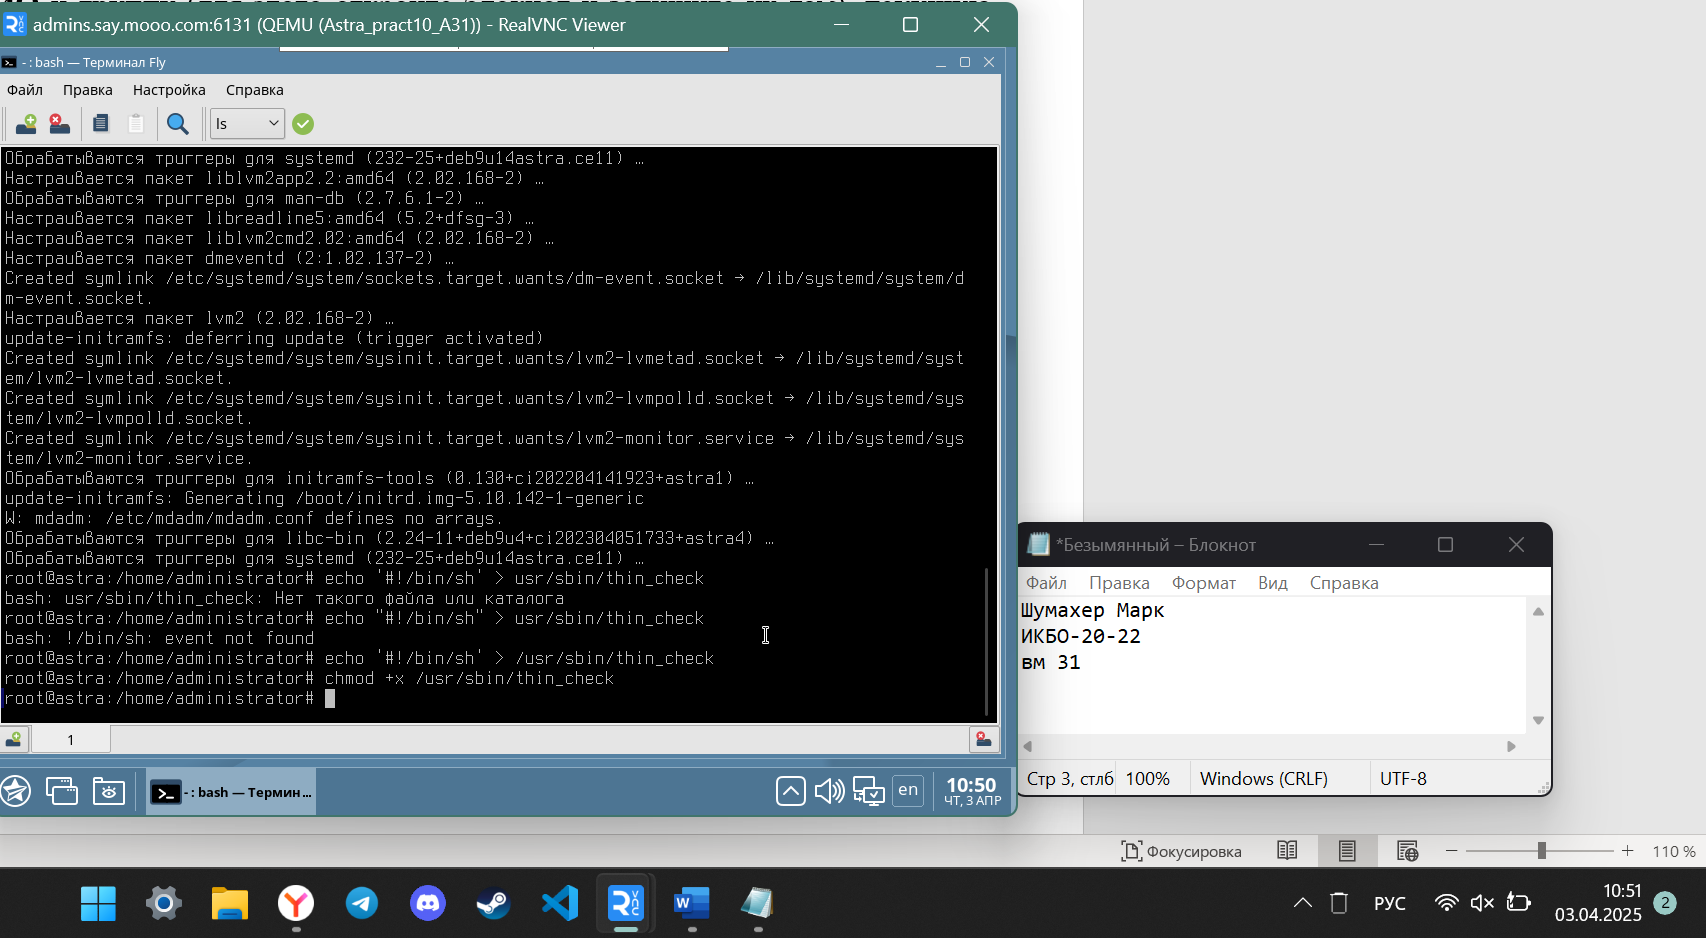 admins.say.mooo.com:6131 (QEMU (Astra_pract10_A31)) - RealVNC Viewer
- : bash — Терминал Fly
Файл Правка Настройка Справка
ls
Обрабатываются триггеры для systemd (232-25+deb9u14astra.ce11) …
Настраивается пакет liblvm2app2.2:amd64 (2.02.168-2) …
Обрабатываются триггеры для man-db (2.7.6.1-2) …
Настраивается пакет libreadline5:amd64 (5.2+dfsg-3) …
Настраивается пакет liblvm2cmd2.02:amd64 (2.02.168-2) …
Настраивается пакет dmeventd (2:1.02.137-2) …
Created symlink /etc/systemd/system/sockets.target.wants/dm-event.socket → /lib/systemd/system/d
m-event.socket.
Настраивается пакет lvm2 (2.02.168-2) …
update-initramfs: deferring update (trigger activated)
Created symlink /etc/systemd/system/sysinit.target.wants/lvm2-lvmetad.socket → /lib/systemd/syst
em/lvm2-lvmetad.socket.
Created symlink /etc/systemd/system/sysinit.target.wants/lvm2-lvmpolld.socket → /lib/systemd/sys
tem/lvm2-lvmpolld.socket.
Created symlink /etc/systemd/system/sysinit.target.wants/lvm2-monitor.service → /lib/systemd/sys
tem/lvm2-monitor.service.
Обрабатываются триггеры для initramfs-tools (0.130+ci202204141923+astra1) …
update-initramfs: Generating /boot/initrd.img-5.10.142-1-generic
W: mdadm: /etc/mdadm/mdadm.conf defines no arrays.
Обрабатываются триггеры для libc-bin (2.24-11+deb9u4+ci202304051733+astra4) …
Обрабатываются триггеры для systemd (232-25+deb9u14astra.ce11) …
root@astra:/home/administrator# echo '#!/bin/sh' > usr/sbin/thin_check
bash: usr/sbin/thin_check: Нет такого файла или каталога
root@astra:/home/administrator# echo "#!/bin/sh" > usr/sbin/thin_check
bash: !/bin/sh: event not found
root@astra:/home/administrator# echo '#!/bin/sh' > /usr/sbin/thin_check
root@astra:/home/administrator# chmod +x /usr/sbin/thin_check
root@astra:/home/administrator#
1
- : bash — Термин...
en
10:50
ЧТ, 3 АПР
*Безымянный – Блокнот
Файл Правка Формат Вид Справка
Шумахер Марк
ИКБО-20-22
вм 31
Стр 3, стлб 100% Windows (CRLF) UTF-8
Фокусировка 110 %
РУС
10:51
03.04.2025
2